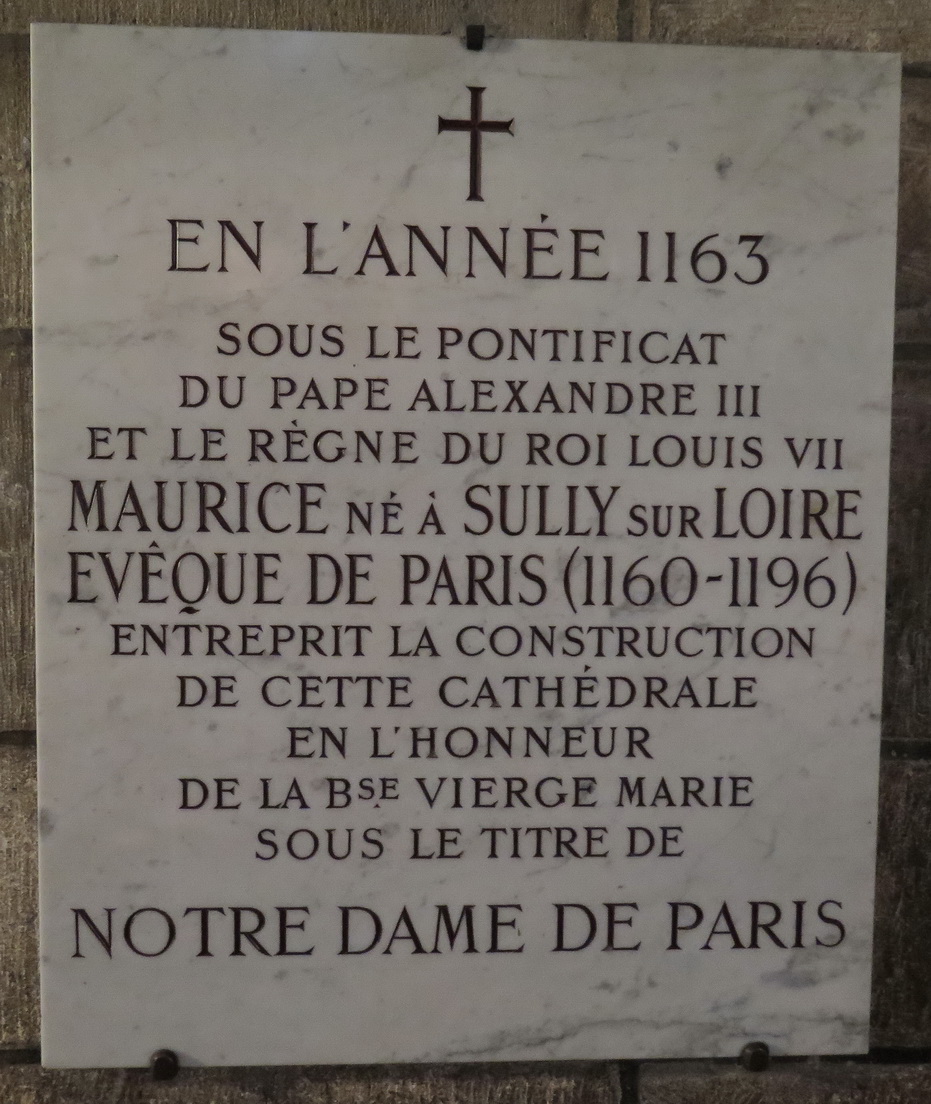 EN L'ANNÉE 1163
SOUS LE PONTIFICAT
DU PAPE ALEXANDRE III
ET LE RÈGNE DU ROI LOUIS VII
MAURICE NÉ À SULLY SUR LOIRE
EVÊQUE DE PARIS (1160-1196)
ENTREPRIT LA CONSTRUCTION
DE CETTE CATHÉDRALE
EN L'HONNEUR
DE LA BSE VIERGE MARIE
SOUS LE TITRE DE
NOTRE DAME DE PARIS